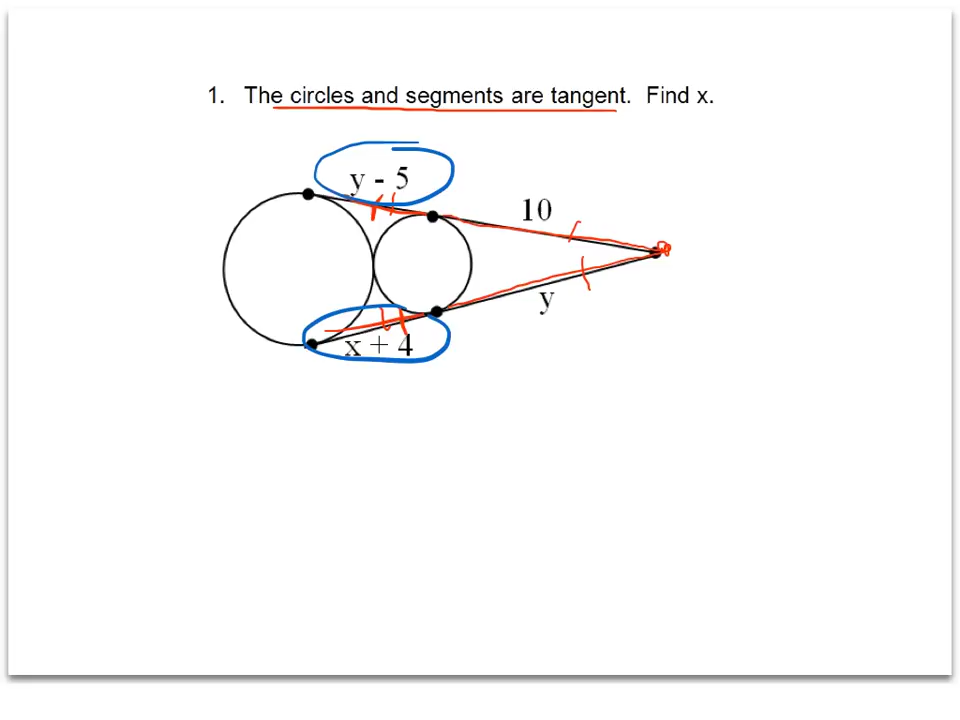 1. The circles and segments are tangent. Find x.
y - 5
10
y
x + 4